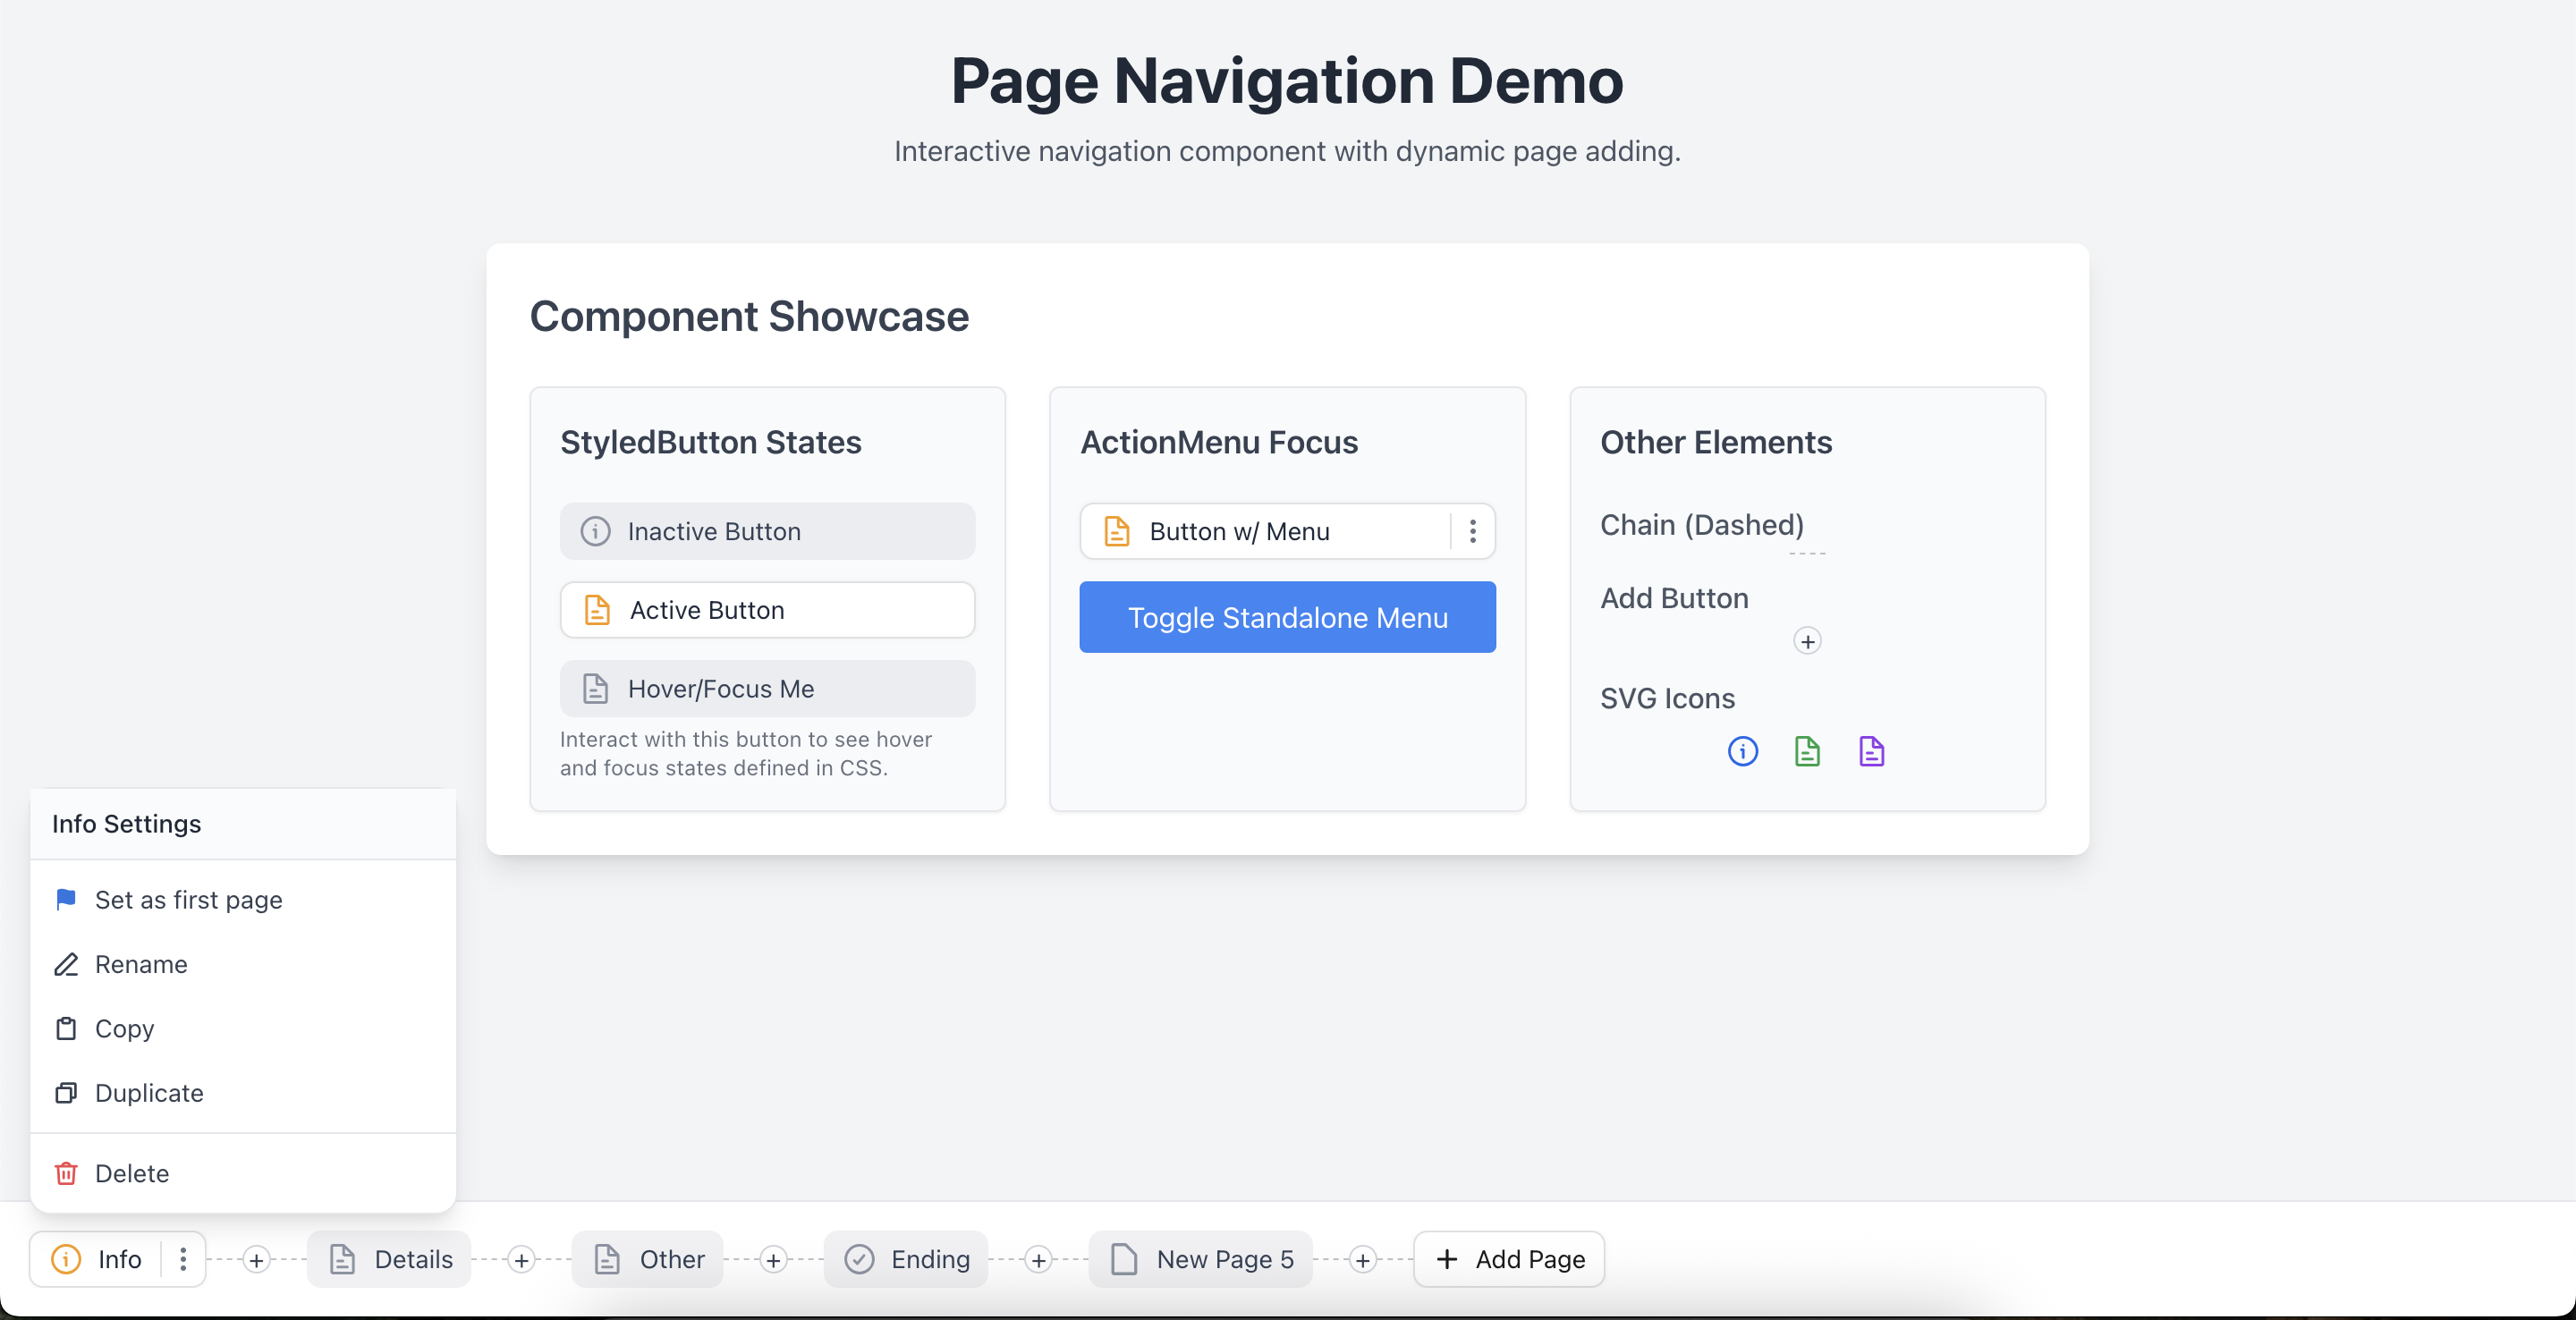 Page Navigation Demo
Interactive navigation component with dynamic page adding.
Component Showcase
StyledButton States
Inactive Button
Active Button
Hover/Focus Me
Interact with this button to see hover
and focus states defined in CSS.
ActionMenu Focus
Button w/ Menu
Toggle Standalone Menu
Other Elements
Chain (Dashed)
Add Button
SVG Icons
Info Settings
Set as first page
Rename
Copy
Duplicate
Delete
Info
Details
Other
Ending
New Page 5
Add Page